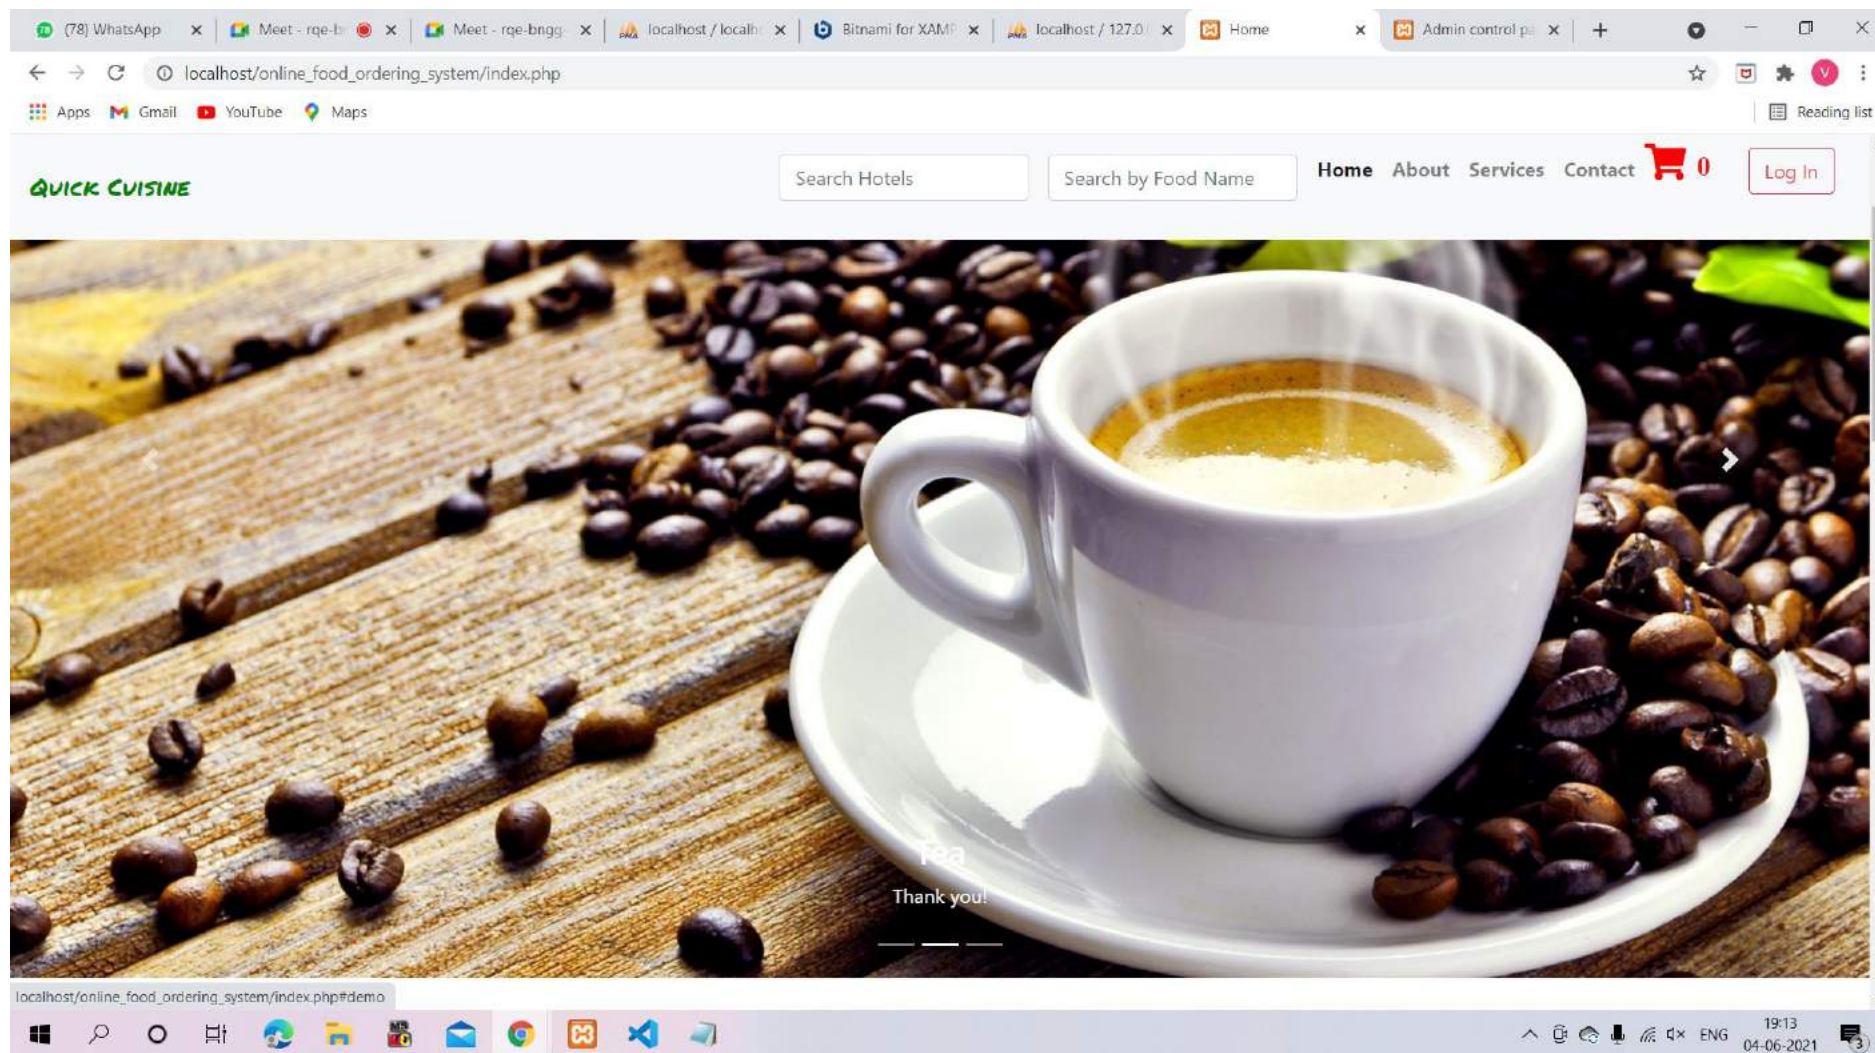 (78) WhatsApp
Meet - rqe-b
Meet - rqe-bngg
localhost / localh
Bitnami for XAMP
localhost / 127.0.
Home
Admin control pa
localhost/online_food_ordering_system/index.php
Apps
Gmail
YouTube
Maps
Reading list
QUICK CUISINE
Search Hotels
Search by Food Name
Home
About
Services
Contact
0
Log In
Tea
Thank you!
localhost/online_food_ordering_system/index.php#demo
ENG
19:13
04-06-2021
3